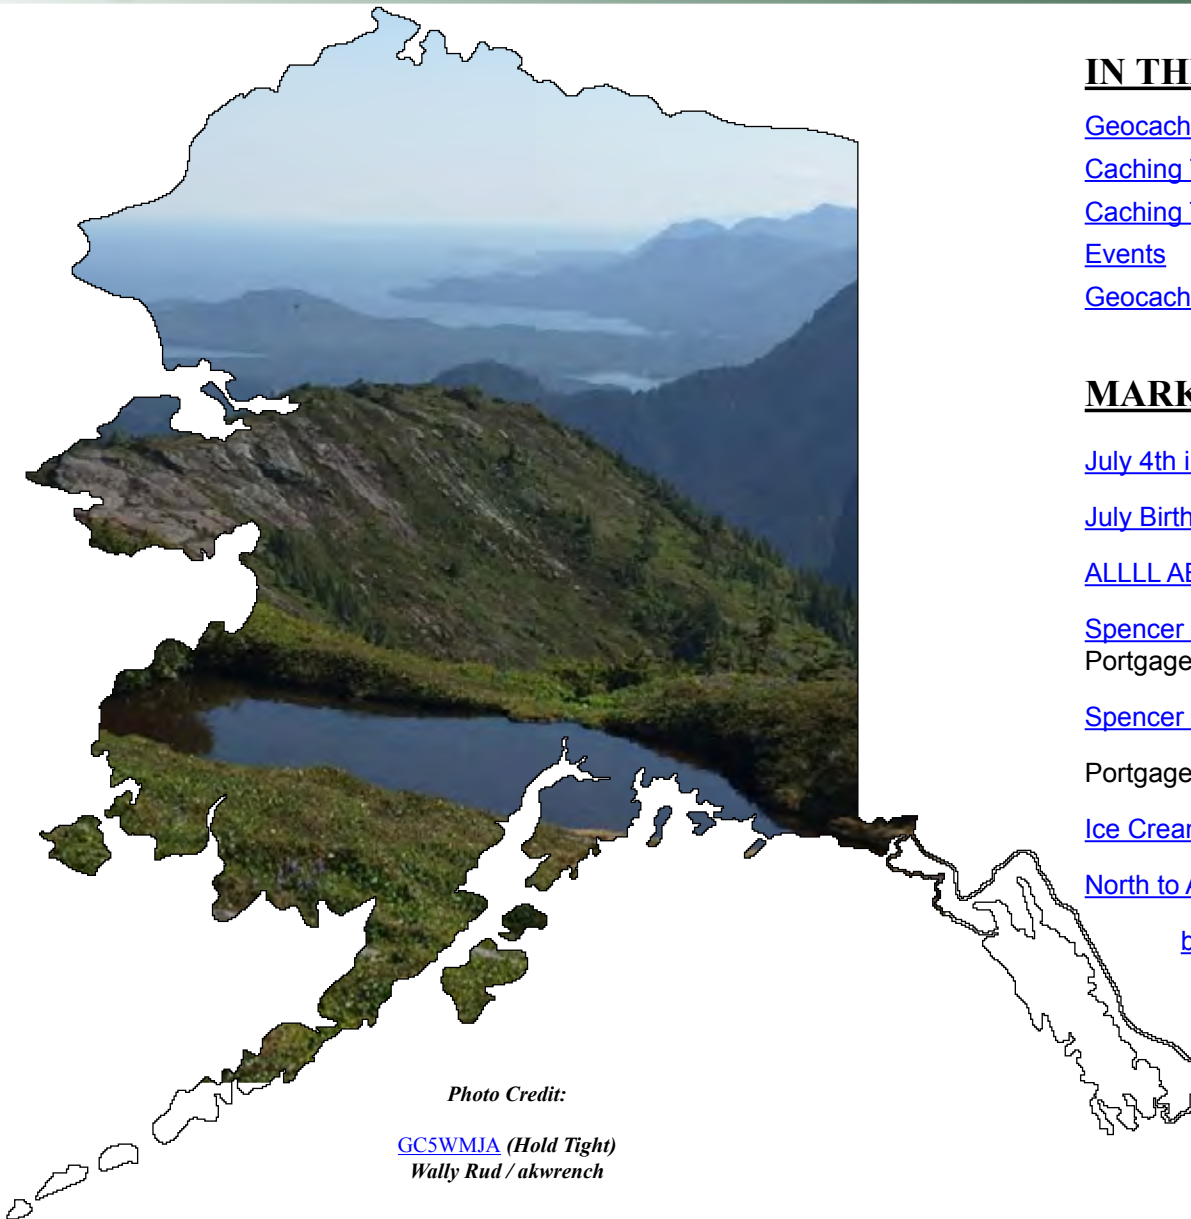 IN TH
Geocach
Caching
Caching
Events
Geocach
MARK
July 4th i
July Birth
ALLLL AB
Spencer
Portgage
Spencer
Portgage
Ice Crear
North to A
b
Photo Credit:
GC5WMJA (Hold Tight)
Wally Rud / akwrench